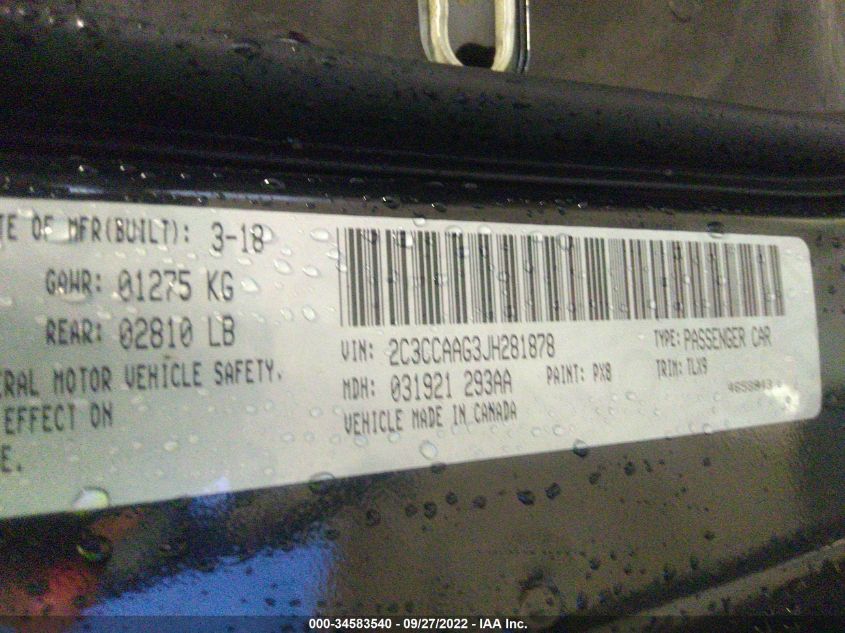 TE OF MFR(BUILT): 3-18
GAWR: 01275 KG
REAR: 02810 LB
ERAL MOTOR VEHICLE SAFETY.
EFFECT ON
E.
VIN: 2C3CCAAG3JH281878
TYPE: PASSENGER CAR
MDH: 031921 293AA
PAINT: PX8
TRIM: TLX9
VEHICLE MADE IN CANADA
000-34583540 - 09/27/2022 - IAA Inc.